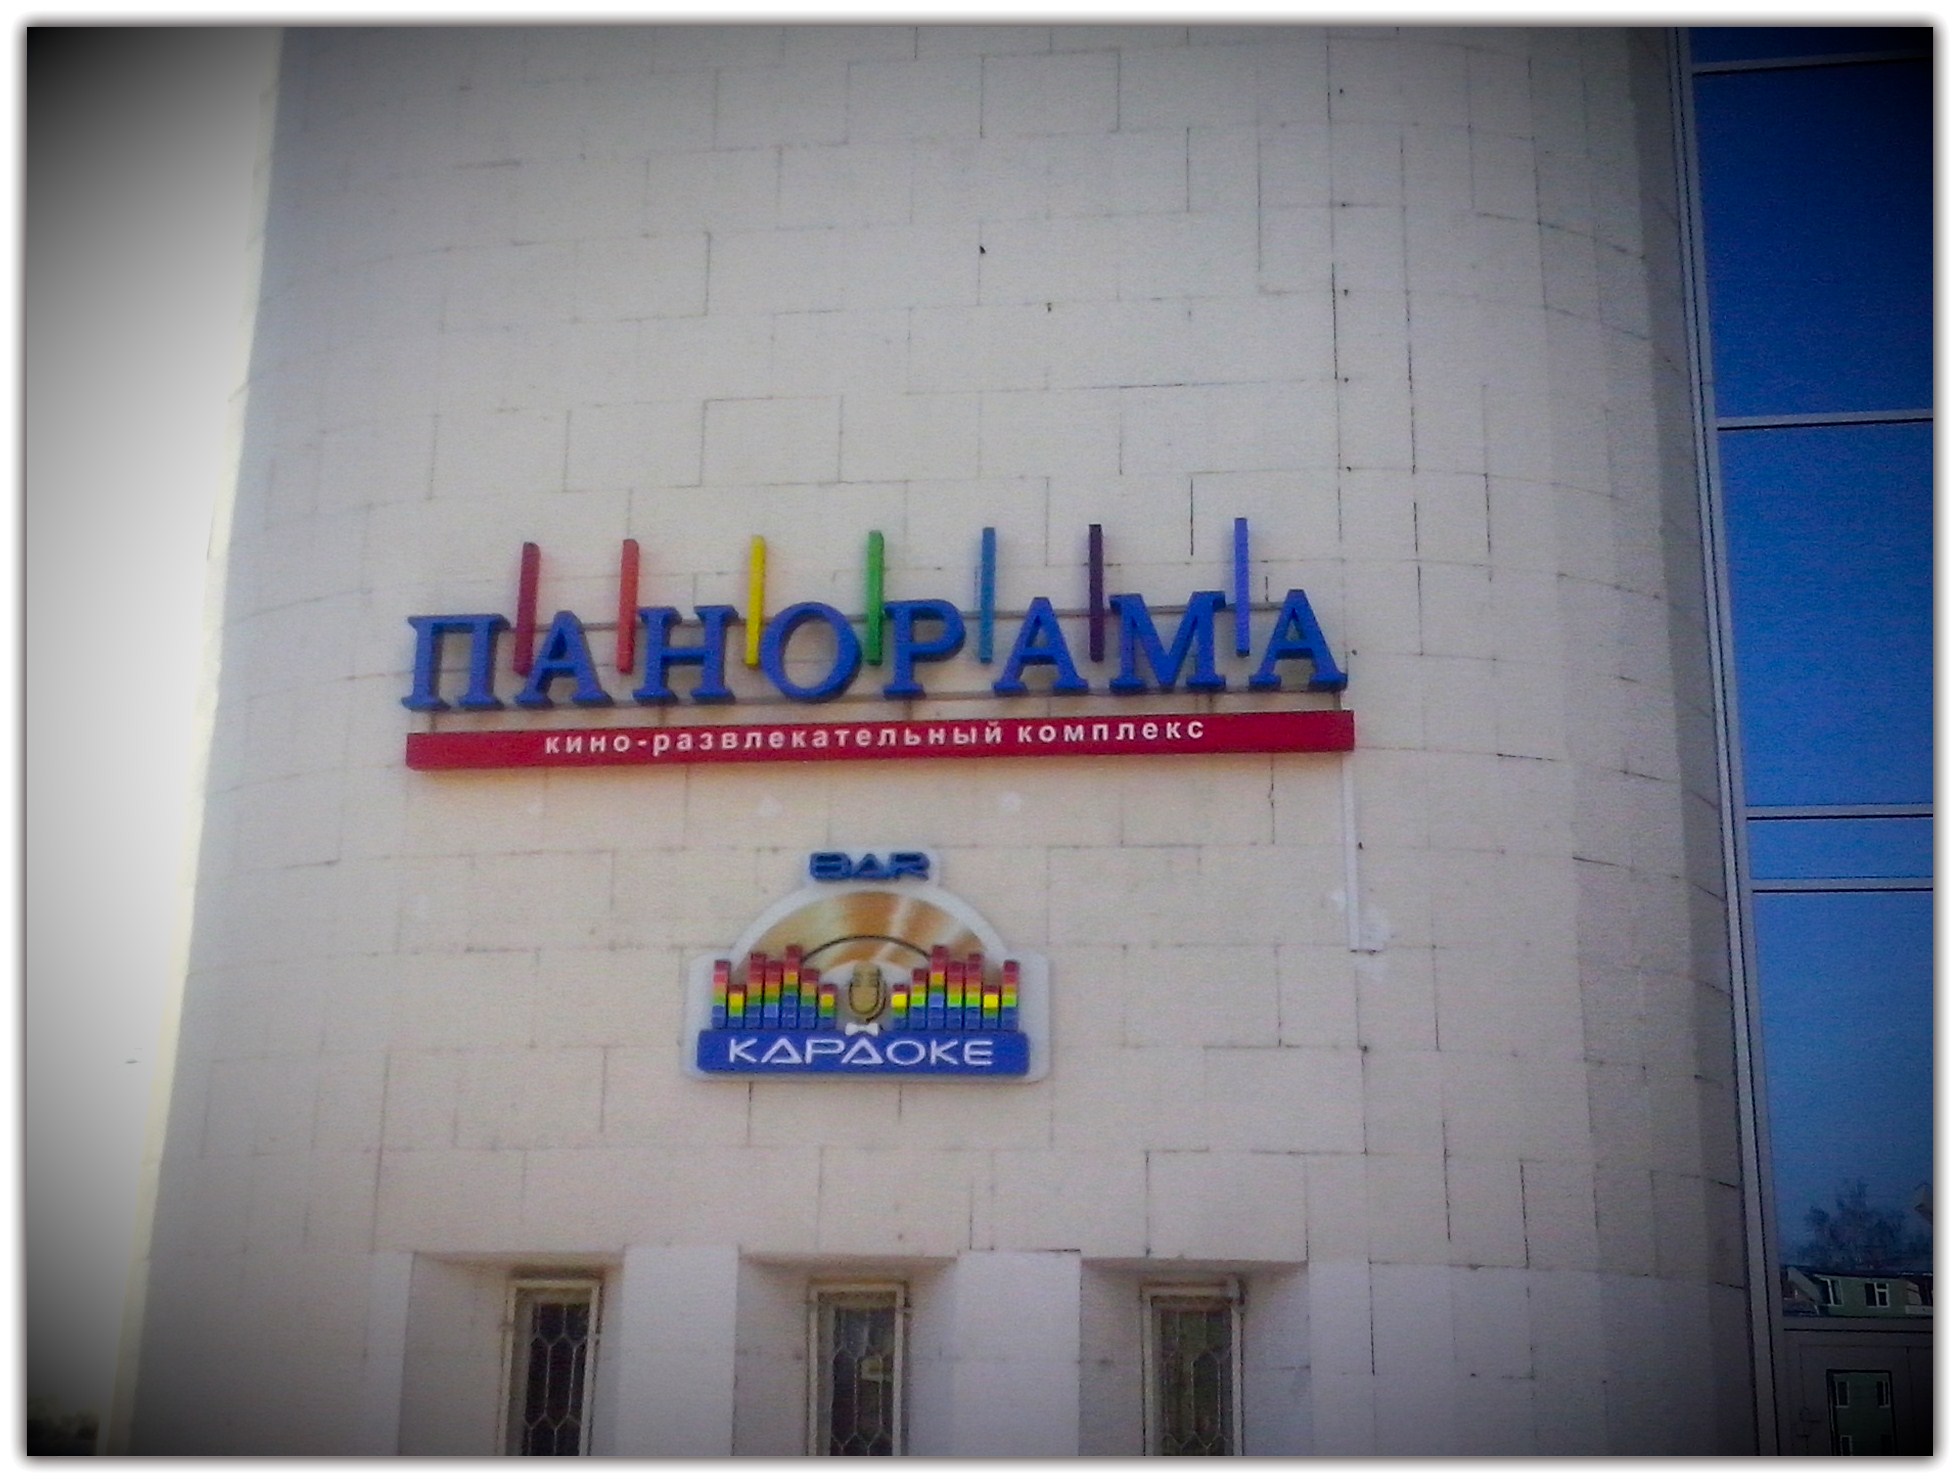 ПАНОРАМА
кино-развлекательный комплекс
BAR
КАРАОКЕ